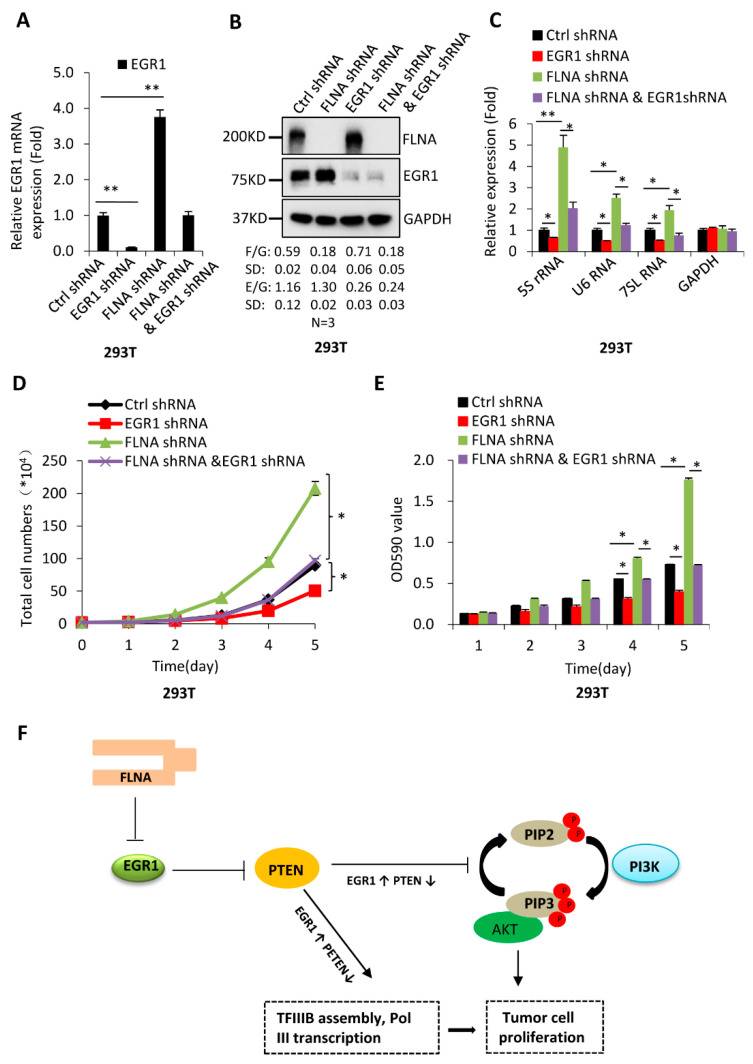 A
EGR1
Relative EGR1 mRNA
expression (Fold)
5.0
4.0
3.0
2.0
1.0
0.0
**
**
Ctrl shRNA
EGR1 shRNA
FLNA shRNA
FLNA shRNA
& EGR1 shRNA
293T
B
Ctrl shRNA
FLNA shRNA
EGR1 shRNA
FLNA shRNA
& EGR1 shRNA
200KD
FLNA
75KD
EGR1
37KD
GAPDH
F/G: 0.59 0.18 0.71 0.18
SD: 0.02 0.04 0.06 0.05
E/G: 1.16 1.30 0.26 0.24
SD: 0.12 0.02 0.03 0.03
N=3
293T
C
Ctrl shRNA
EGR1 shRNA
FLNA shRNA
FLNA shRNA & EGR1shRNA
Relative expression (Fold)
6
5
4
3
2
1
0
** *
*
* *
*
* *
*
5S rRNA
U6 RNA
7SL RNA
GAPDH
293T
D
Ctrl shRNA
EGR1 shRNA
FLNA shRNA
FLNA shRNA &EGR1 shRNA
Total cell numbers (*10⁴)
250
200
150
100
50
0
0 1 2 3 4 5
*
*
Time(day)
293T
E
Ctrl shRNA
EGR1 shRNA
FLNA shRNA
FLNA shRNA & EGR1 shRNA
OD590 value
2.0
1.5
1.0
0.5
0.0
* *
*
* *
*
1 2 3 4 5
Time(day)
293T
F
FLNA
EGR1
PTEN
EGR1 ↑ PTEN ↓
EGR1 ↑ PETEN↓
PIP2
P
P
PI3K
PIP3
P
P
P
AKT
TFIIIB assembly, Pol
III transcription
Tumor cell
proliferation